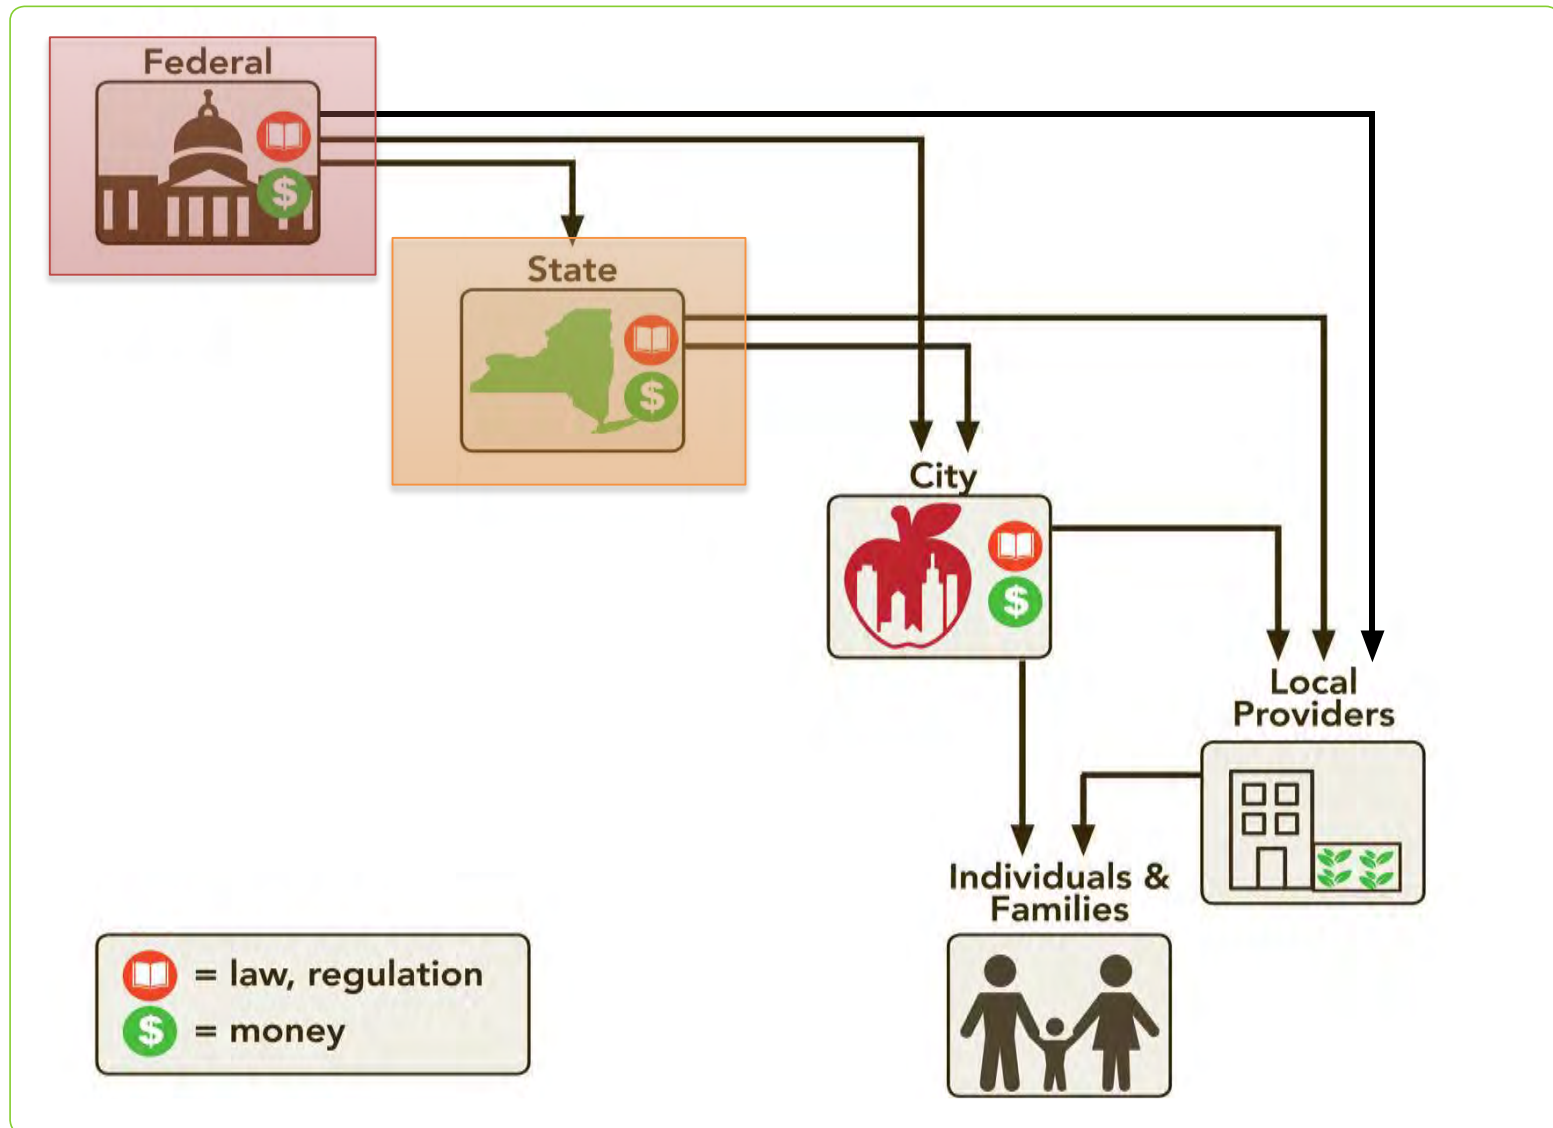 Federal
$
State
$
City
$
Local
Providers
Individuals &
Families
= law, regulation
$ = money